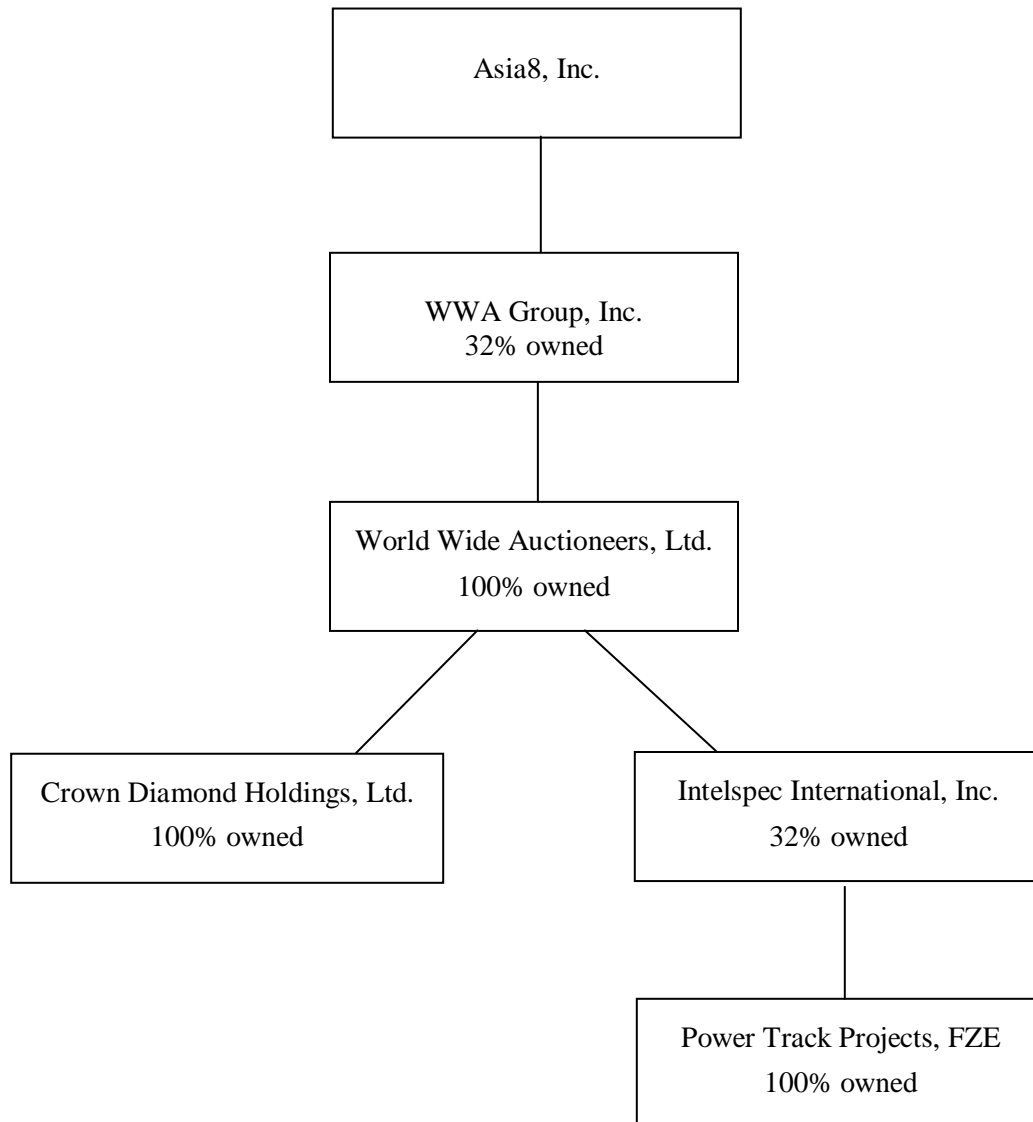 Asia8, Inc.
WWA Group, Inc.
32% owned
World Wide Auctioneers, Ltd.
100% owned
Crown Diamond Holdings, Ltd.
100% owned
Intelspec International, Inc.
32% owned
Power Track Projects, FZE
100% owned